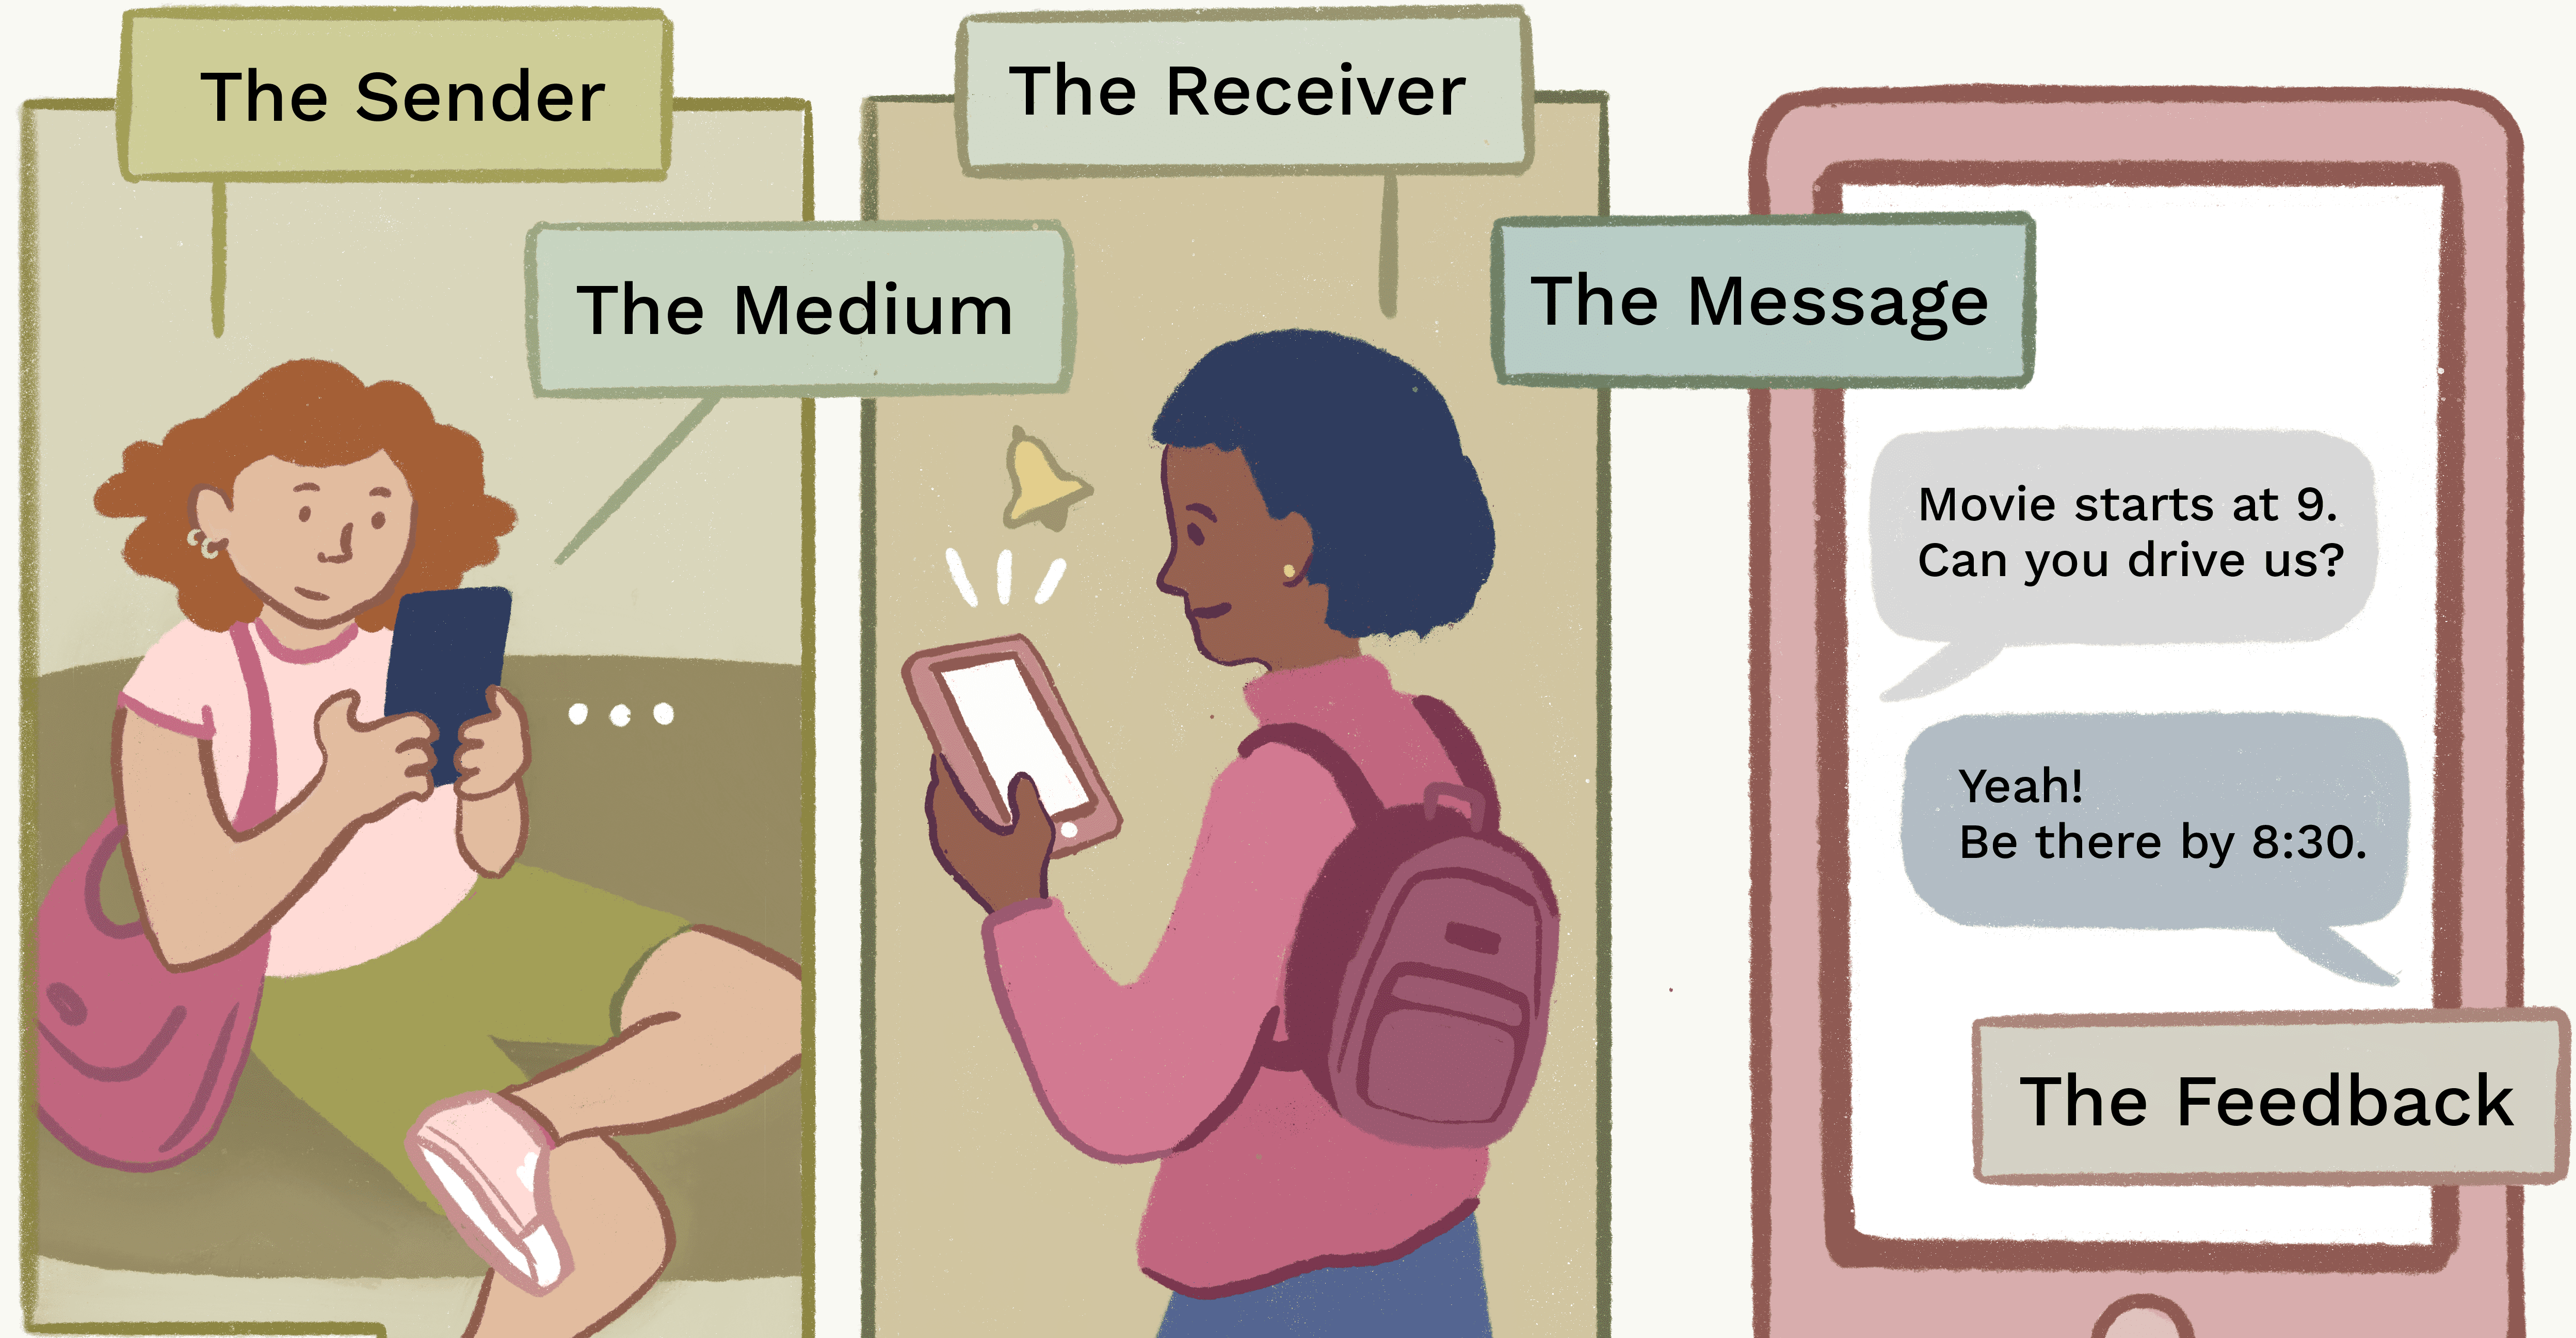 The Sender
The Receiver
The Medium
The Message
Movie starts at 9.
Can you drive us?
Yeah!
Be there by 8:30.
The Feedback